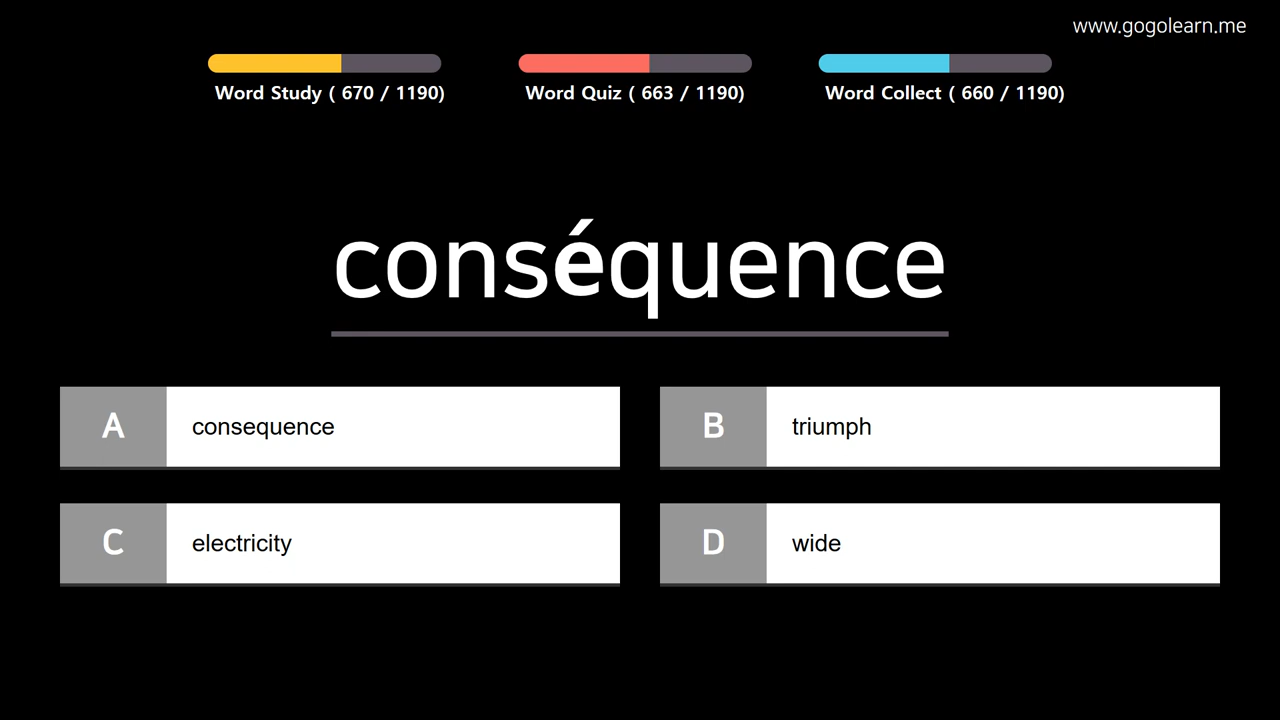 www.gogolearn.me
Word Study ( 670 / 1190)
Word Quiz ( 663 / 1190)
Word Collect ( 660 / 1190)
conséquence
A consequence
B triumph
C electricity
D wide